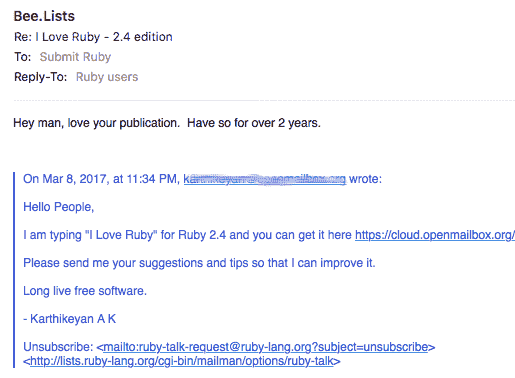 Bee.Lists
Re: I Love Ruby - 2.4 edition
To: Submit Ruby
Reply-To: Ruby users
Hey man, love your publication.  Have so for over 2 years.
On Mar 8, 2017, at 11:34 PM, wrote:
Hello People,
I am typing "I Love Ruby" for Ruby 2.4 and you can get it here https://cloud.openmailbox.org/
Please send me your suggestions and tips so that I can improve it.
Long live free software.
- Karthikeyan A K
Unsubscribe: <mailto:ruby-talk-request@ruby-lang.org?subject=unsubscribe>
<http://lists.ruby-lang.org/cgi-bin/mailman/options/ruby-talk>